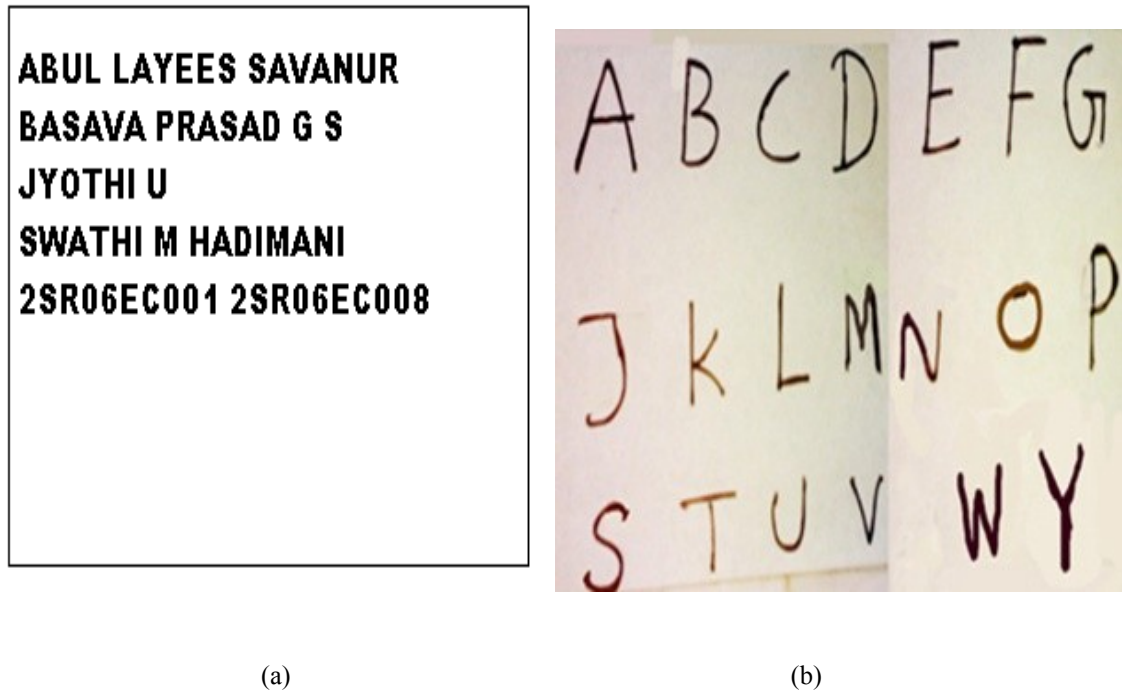 ABUL LAYEES SAVANUR
BASAVA PRASAD G S
JYOTHI U
SWATHI M HADIMANI
2SR06EC001 2SR06EC008
(a)
A B C D E F G
J K L M N O P
S T U V W Y
(b)